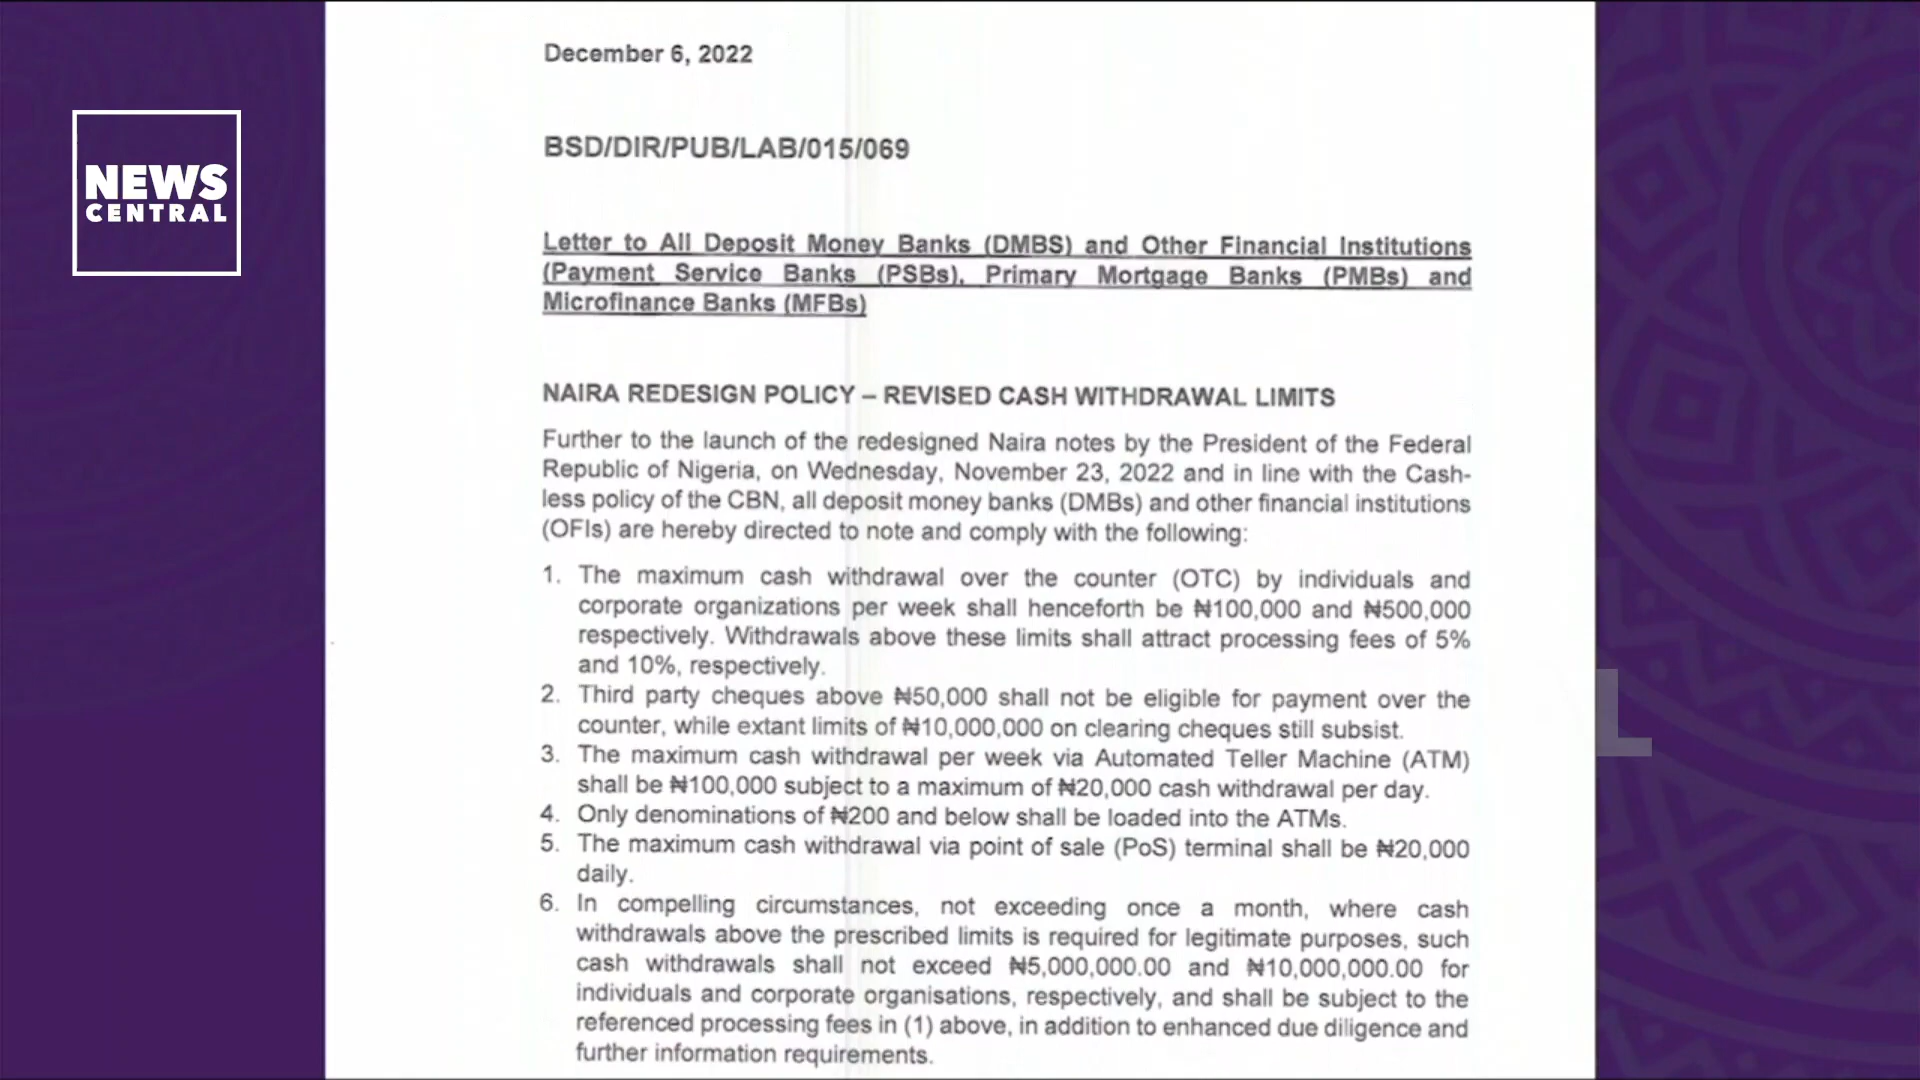 NEWS
CENTRAL
December 6, 2022
BSD/DIR/PUB/LAB/015/069
Letter to All Deposit Money Banks (DMBS) and Other Financial Institutions
(Payment Service Banks (PSBs), Primary Mortgage Banks (PMBs) and
Microfinance Banks (MFBs)
NAIRA REDESIGN POLICY – REVISED CASH WITHDRAWAL LIMITS
Further to the launch of the redesigned Naira notes by the President of the Federal
Republic of Nigeria, on Wednesday, November 23, 2022 and in line with the Cash-
less policy of the CBN, all deposit money banks (DMBs) and other financial institutions
(OFIs) are hereby directed to note and comply with the following:
1. The maximum cash withdrawal over the counter (OTC) by individuals and
corporate organizations per week shall henceforth be ₦100,000 and ₦500,000
respectively. Withdrawals above these limits shall attract processing fees of 5%
and 10%, respectively.
2. Third party cheques above ₦50,000 shall not be eligible for payment over the
counter, while extant limits of ₦10,000,000 on clearing cheques still subsist.
3. The maximum cash withdrawal per week via Automated Teller Machine (ATM)
shall be ₦100,000 subject to a maximum of ₦20,000 cash withdrawal per day.
4. Only denominations of ₦200 and below shall be loaded into the ATMs.
5. The maximum cash withdrawal via point of sale (PoS) terminal shall be ₦20,000
daily.
6. In compelling circumstances, not exceeding once a month, where cash
withdrawals above the prescribed limits is required for legitimate purposes, such
cash withdrawals shall not exceed ₦5,000,000.00 and ₦10,000,000.00 for
individuals and corporate organisations, respectively, and shall be subject to the
referenced processing fees in (1) above, in addition to enhanced due diligence and
further information requirements.